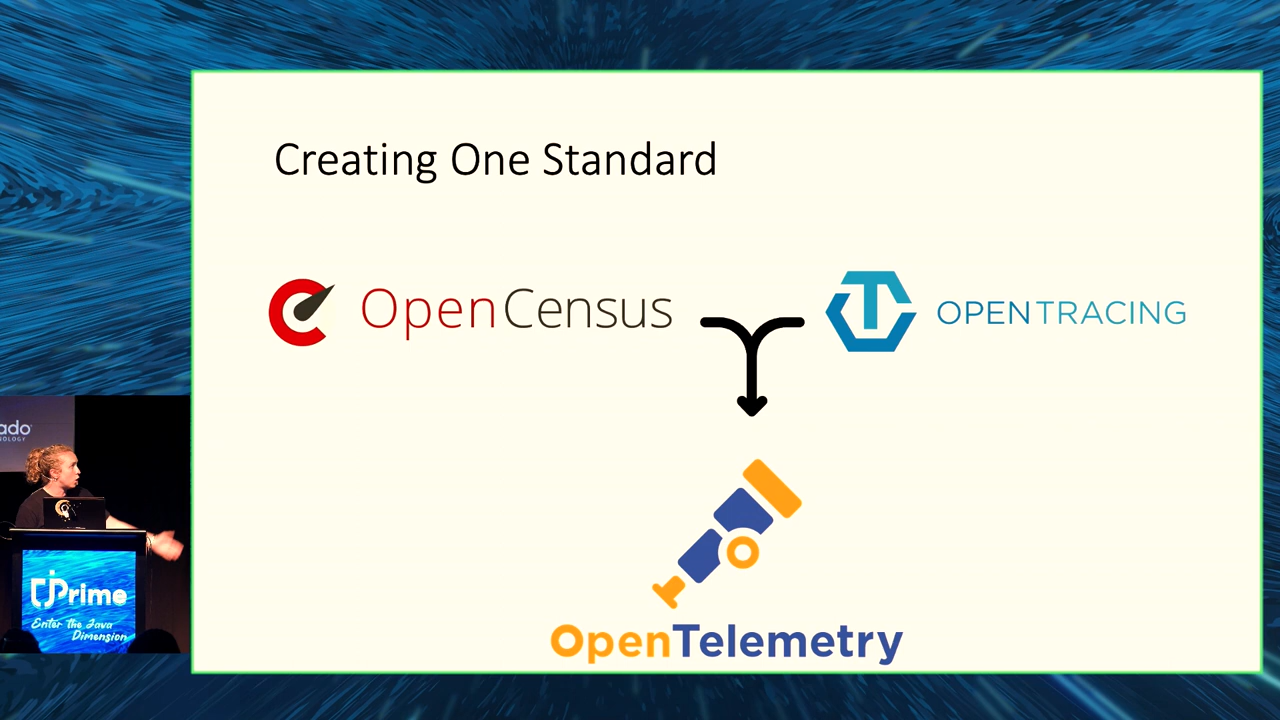 Creating One Standard
OpenCensus
OPENTRACING
OpenTelemetry
jPrime
Enter the Java
Dimension